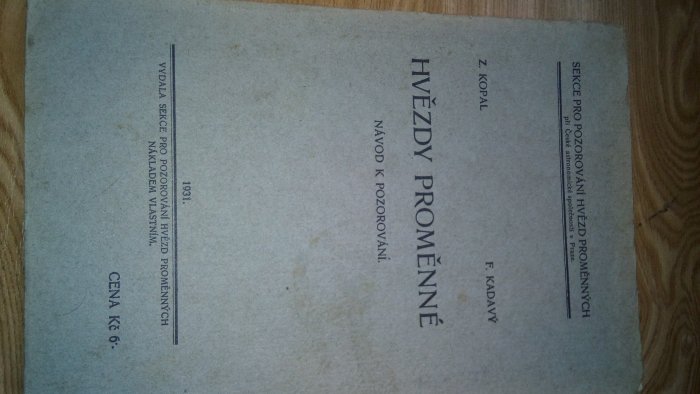 SEKCE PRO POZOROVÁNÍ HVĚZD PROMĚNNÝCH
při České astronomické společnosti v Praze.
Z. KOPAL F. KADAVÝ
HVĚZDY PROMĚNNÉ
NÁVOD K POZOROVÁNÍ.
1931.
VYDALA SEKCE PRO POZOROVÁNÍ HVĚZD PROMĚNNÝCH
NÁKLADEM VLASTNÍM.
CENA Kč 6·-